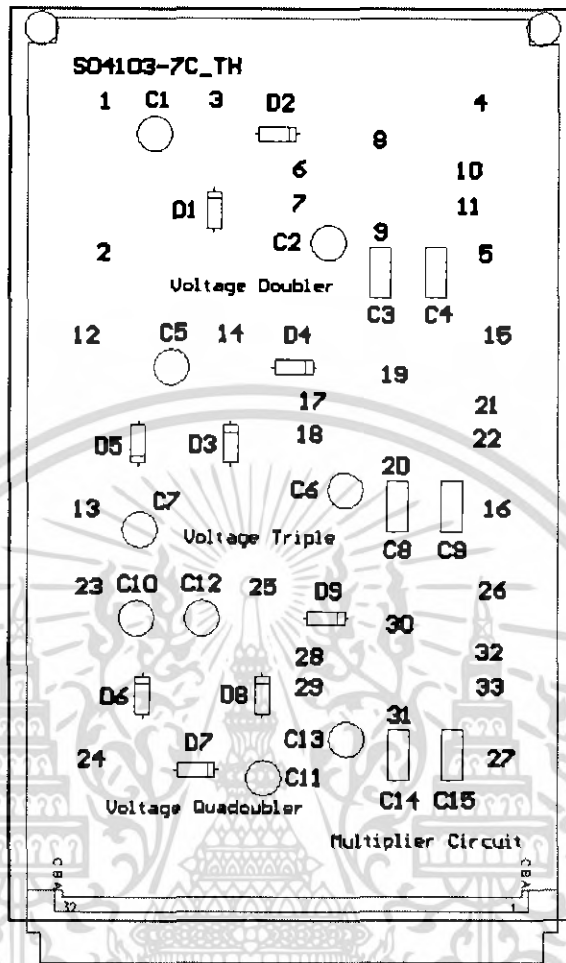 SO4103-7C_TH
1 C1 3 D2 4
8
6 10
D1 7 11
2 C2 9 5
Voltage Doubler
C3 C4
12 C5 14 D4 15
19
17 21
D5 D3 18 22
20
13 C7 C6 16
Voltage Triple
C8 C9
23 C10 C12 25 D9 26
30
28 32
D6 D8 29 33
31
24 D7 C13 27
C11
Voltage Quadoubler C14 C15
Multiplier Circuit
CBA CBA
32 1